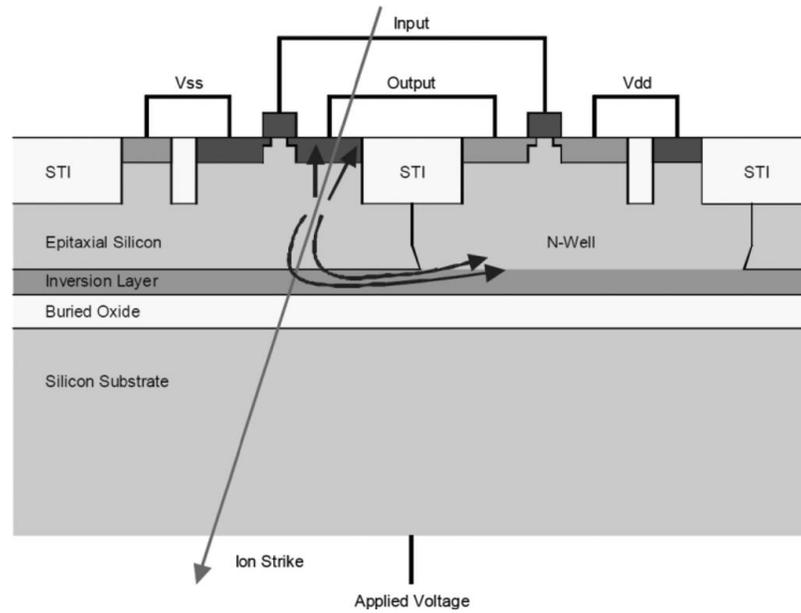 Input
Vss
Output
Vdd
STI
STI
STI
Epitaxial Silicon
N-Well
Inversion Layer
Buried Oxide
Silicon Substrate
Ion Strike
Applied Voltage